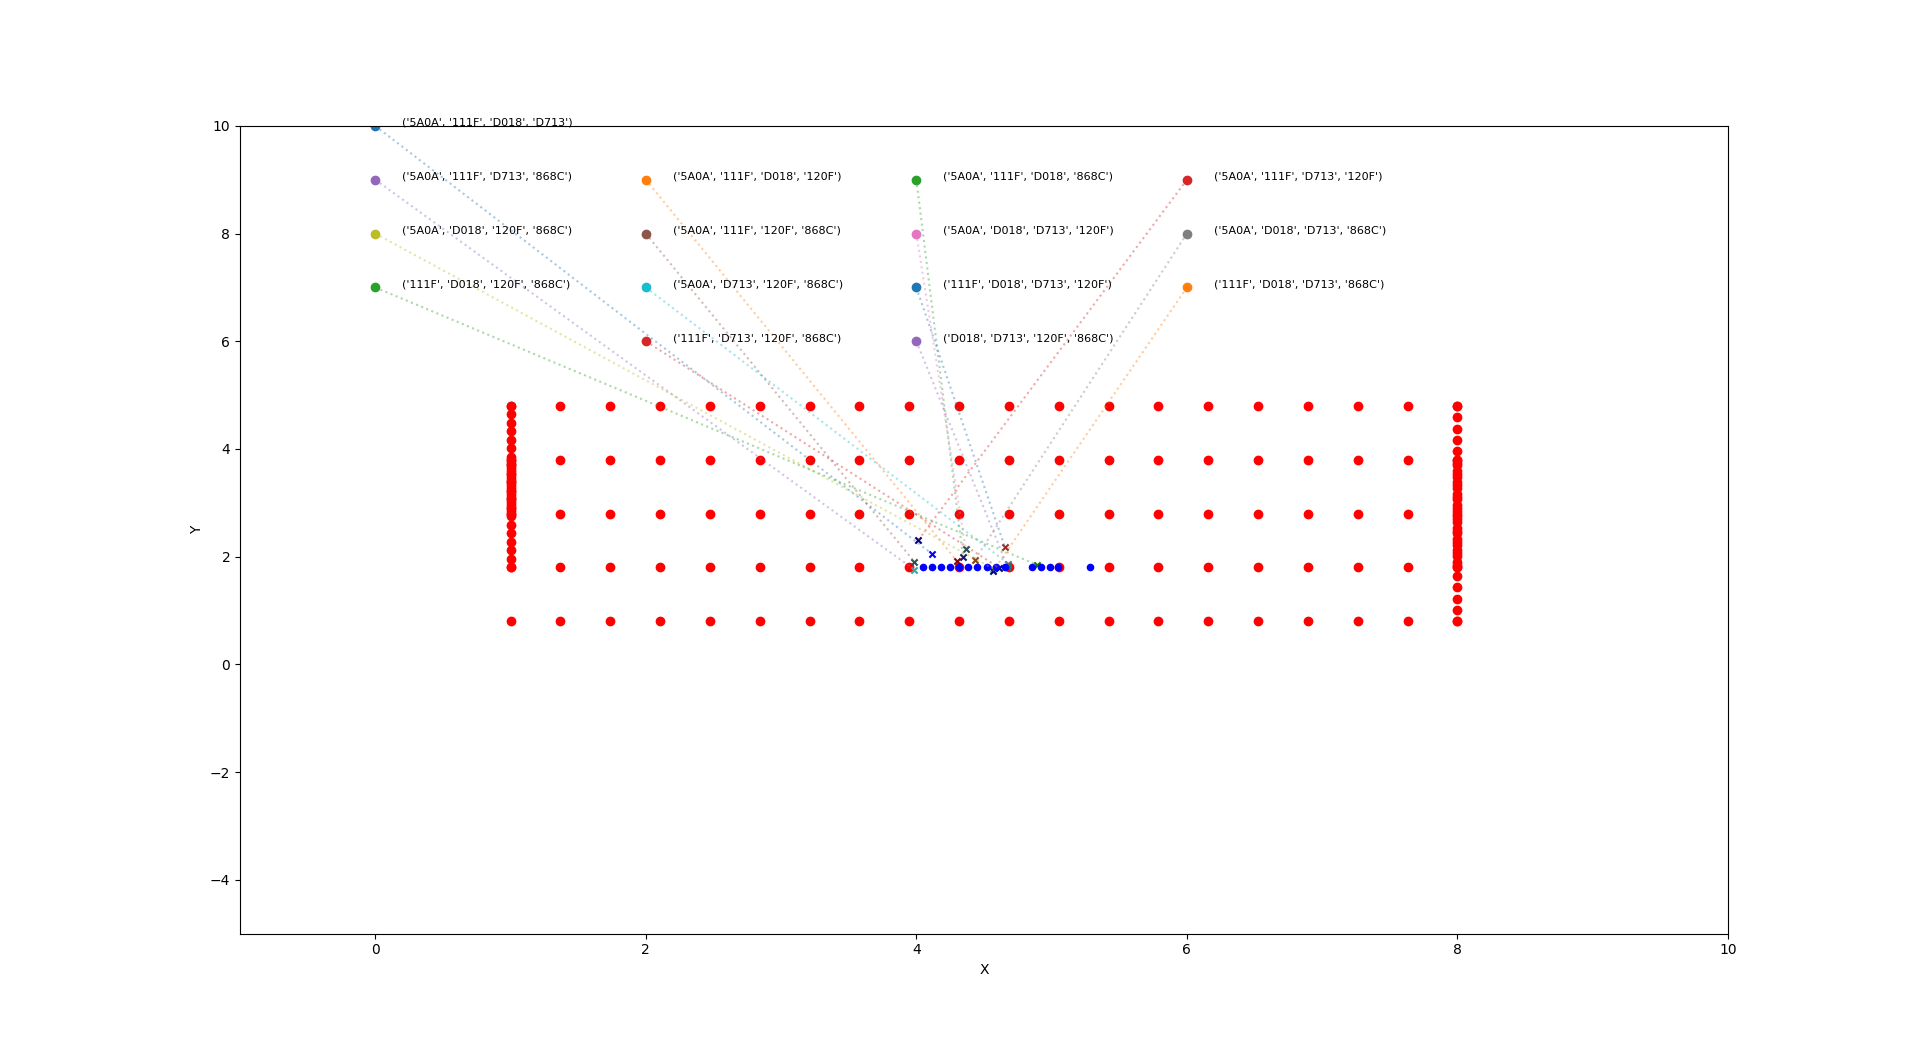 10
('5A0A', '111F', 'D018', 'D713')
('5A0A', '111F', 'D713', '868C')
('5A0A', '111F', 'D018', '120F')
('5A0A', '111F', 'D018', '868C')
('5A0A', '111F', 'D713', '120F')
8
('5A0A', 'D018', '120F', '868C')
('5A0A', '111F', '120F', '868C')
('5A0A', 'D018', 'D713', '120F')
('5A0A', 'D018', 'D713', '868C')
('111F', 'D018', '120F', '868C')
('5A0A', 'D713', '120F', '868C')
('111F', 'D018', 'D713', '120F')
('111F', 'D018', 'D713', '868C')
6
('111F', 'D713', '120F', '868C')
('D018', 'D713', '120F', '868C')
4
Y
2
0
−2
−4
0 2 4 6 8 10
X